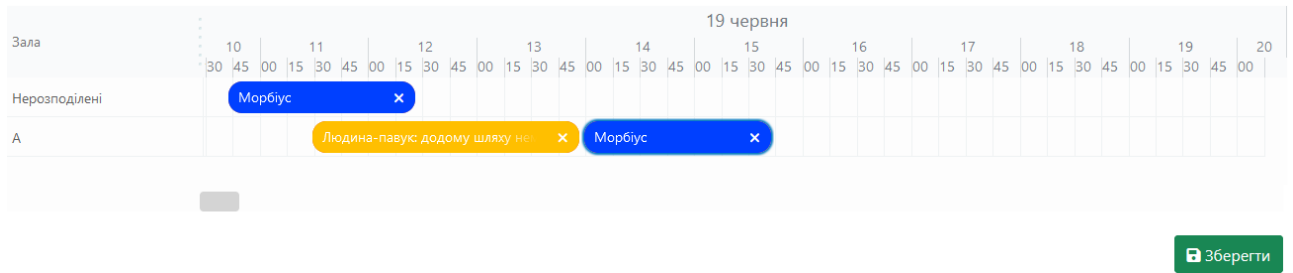 19 червня
Зала
10 11 12 13 14 15 16 17 18 19 20
30 45 00 15 30 45 00 15 30 45 00 15 30 45 00 15 30 45 00 15 30 45 00 15 30 45 00 15 30 45 00 15 30 45 00 15 30 45 00
Нерозподілені Морбіус ×
А Людина-павук: додому шляху не × Морбіус ×
Зберегти